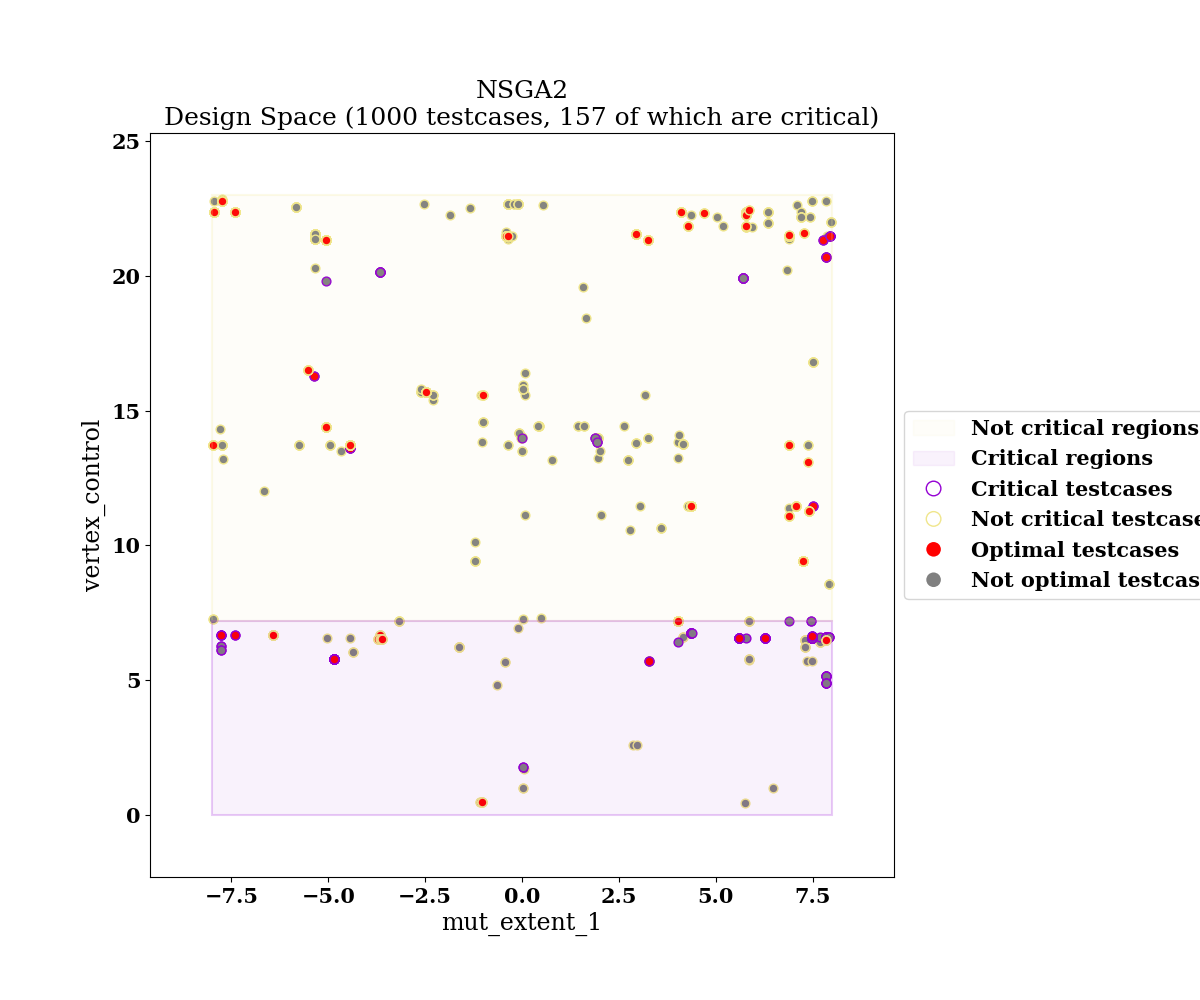 NSGA2
Design Space (1000 testcases, 157 of which are critical)
25
20
15
10
5
0
vertex_control
−7.5
−5.0
−2.5
0.0
2.5
5.0
7.5
mut_extent_1
Not critical regions
Critical regions
Critical testcases
Not critical testcase
Optimal testcases
Not optimal testcas